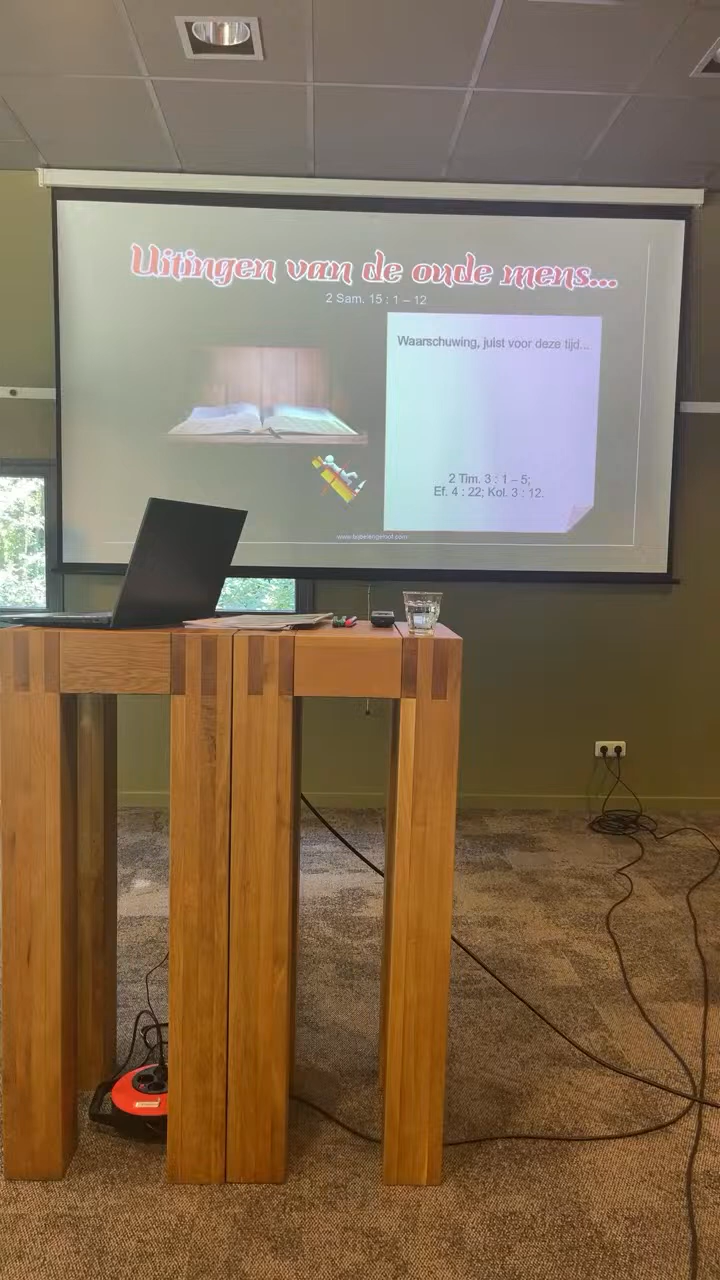 Uitingen van de oude mens...
2 Sam. 15 : 1 – 12
Waarschuwing, juist voor deze tijd...
2 Tim. 3 : 1 – 5;
Ef. 4 : 22; Kol. 3 : 12.